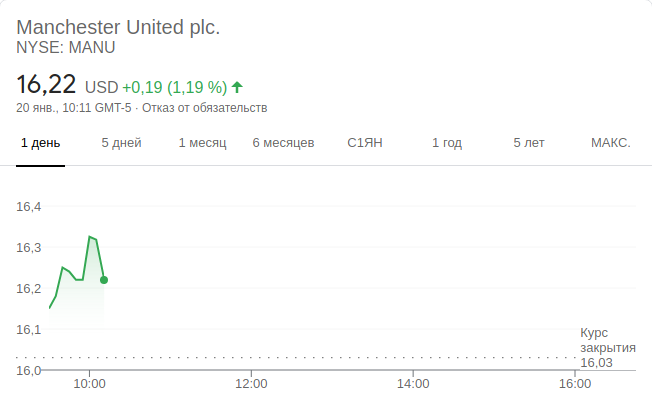 Manchester United plc.
NYSE: MANU
16,22 USD +0,19 (1,19 %)
20 янв., 10:11 GMT-5 · Отказ от обязательств
1 день 5 дней 1 месяц 6 месяцев С1ЯН 1 год 5 лет МАКС.
16,4
16,3
16,2
16,1
16,0
Курс
закрытия
16,03
10:00 12:00 14:00 16:00